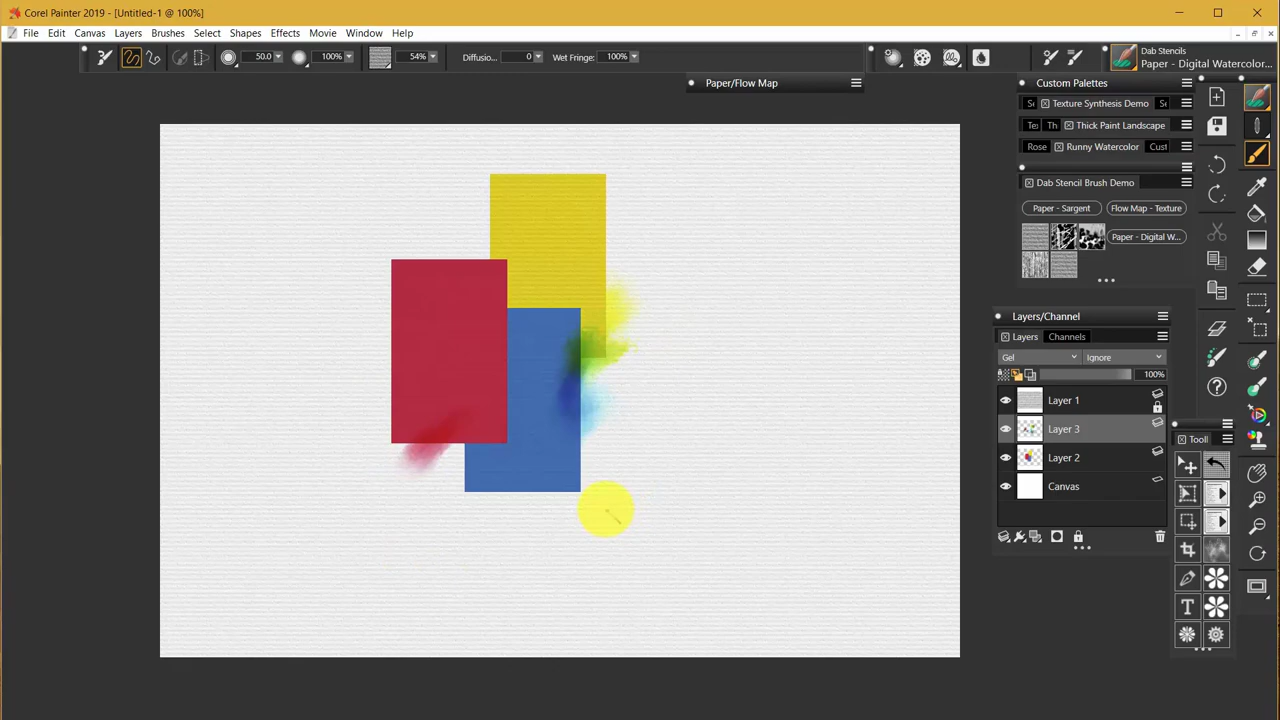 Corel Painter 2019 - [Untitled-1 @ 100%]
File Edit Canvas Layers Brushes Select Shapes Effects Movie Window Help
50.0 100% 54% Diffusio... 0 Wet Fringe: 100%
Dab Stencils
Paper - Digital Watercolor...
Paper/Flow Map
Custom Palettes
Texture Synthesis Demo
Th Thick Paint Landscape
Rose Runny Watercolor Cust
Dab Stencil Brush Demo
Paper - Sargent Flow Map - Texture
Paper - Digital W...
Layers/Channel
Layers Channels
Gel Ignore
100%
Layer 1
Layer 3
Layer 2
Canvas
Tooll